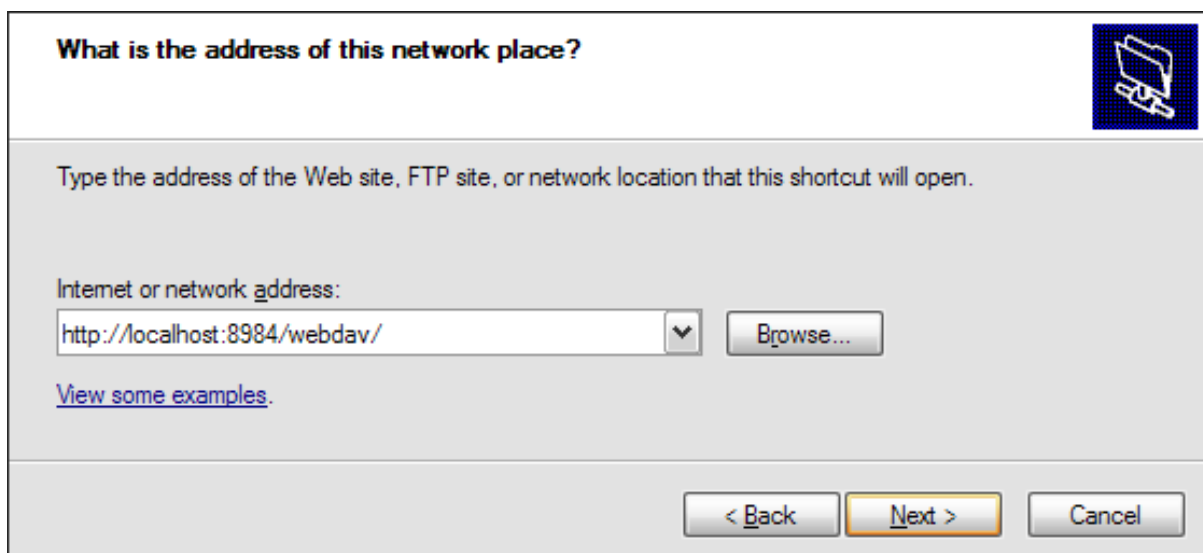 What is the address of this network place?
Type the address of the Web site, FTP site, or network location that this shortcut will open.
Internet or network address:
http://localhost:8984/webdav/
Browse...
View some examples.
< Back
Next >
Cancel